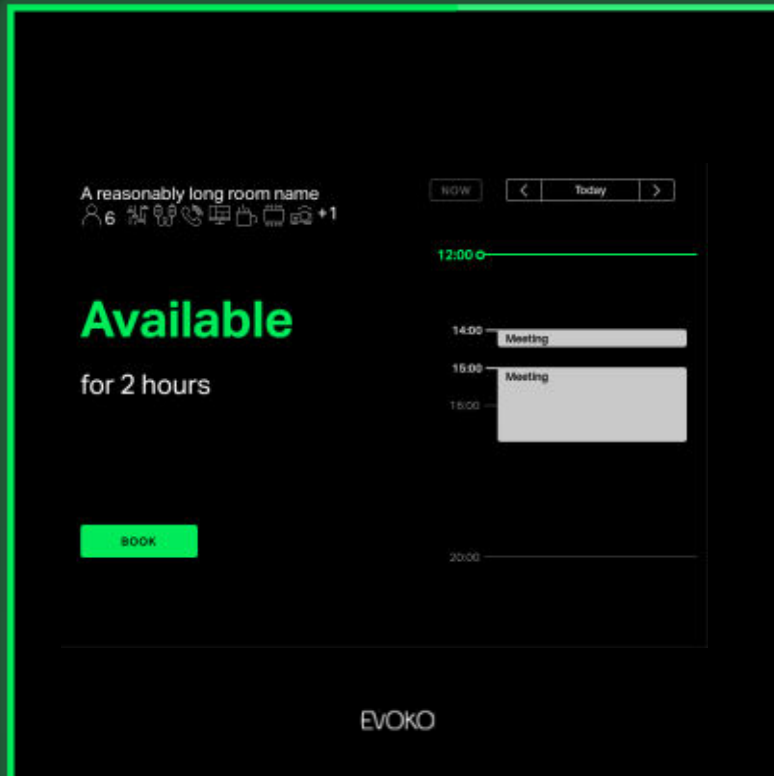 A reasonably long room name
6 +1
Available
for 2 hours
BOOK
NOW
Today
12:00
14:00
Meeting
15:00
Meeting
16:00
20:00
EVOKO